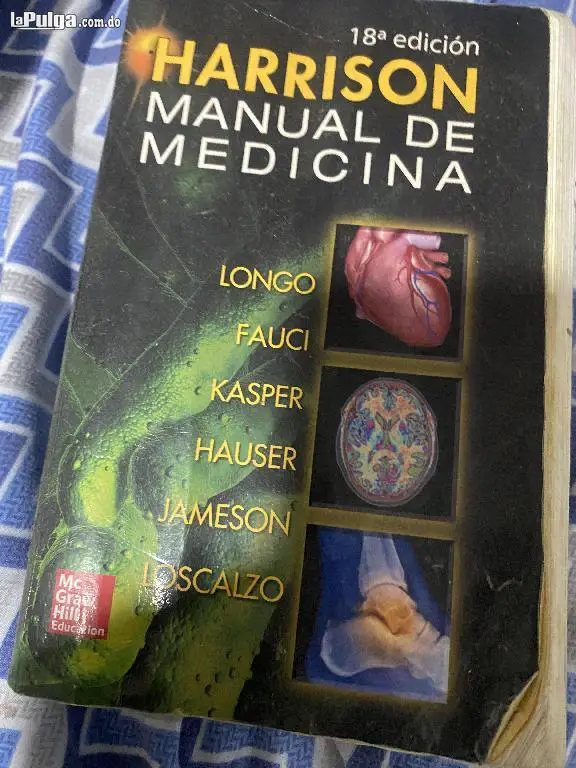 laPulga.com.do
18ª edición
HARRISON
MANUAL DE
MEDICINA
LONGO
FAUCI
KASPER
HAUSER
JAMESON
LOSCALZO
Mc
Graw
Hill
Education